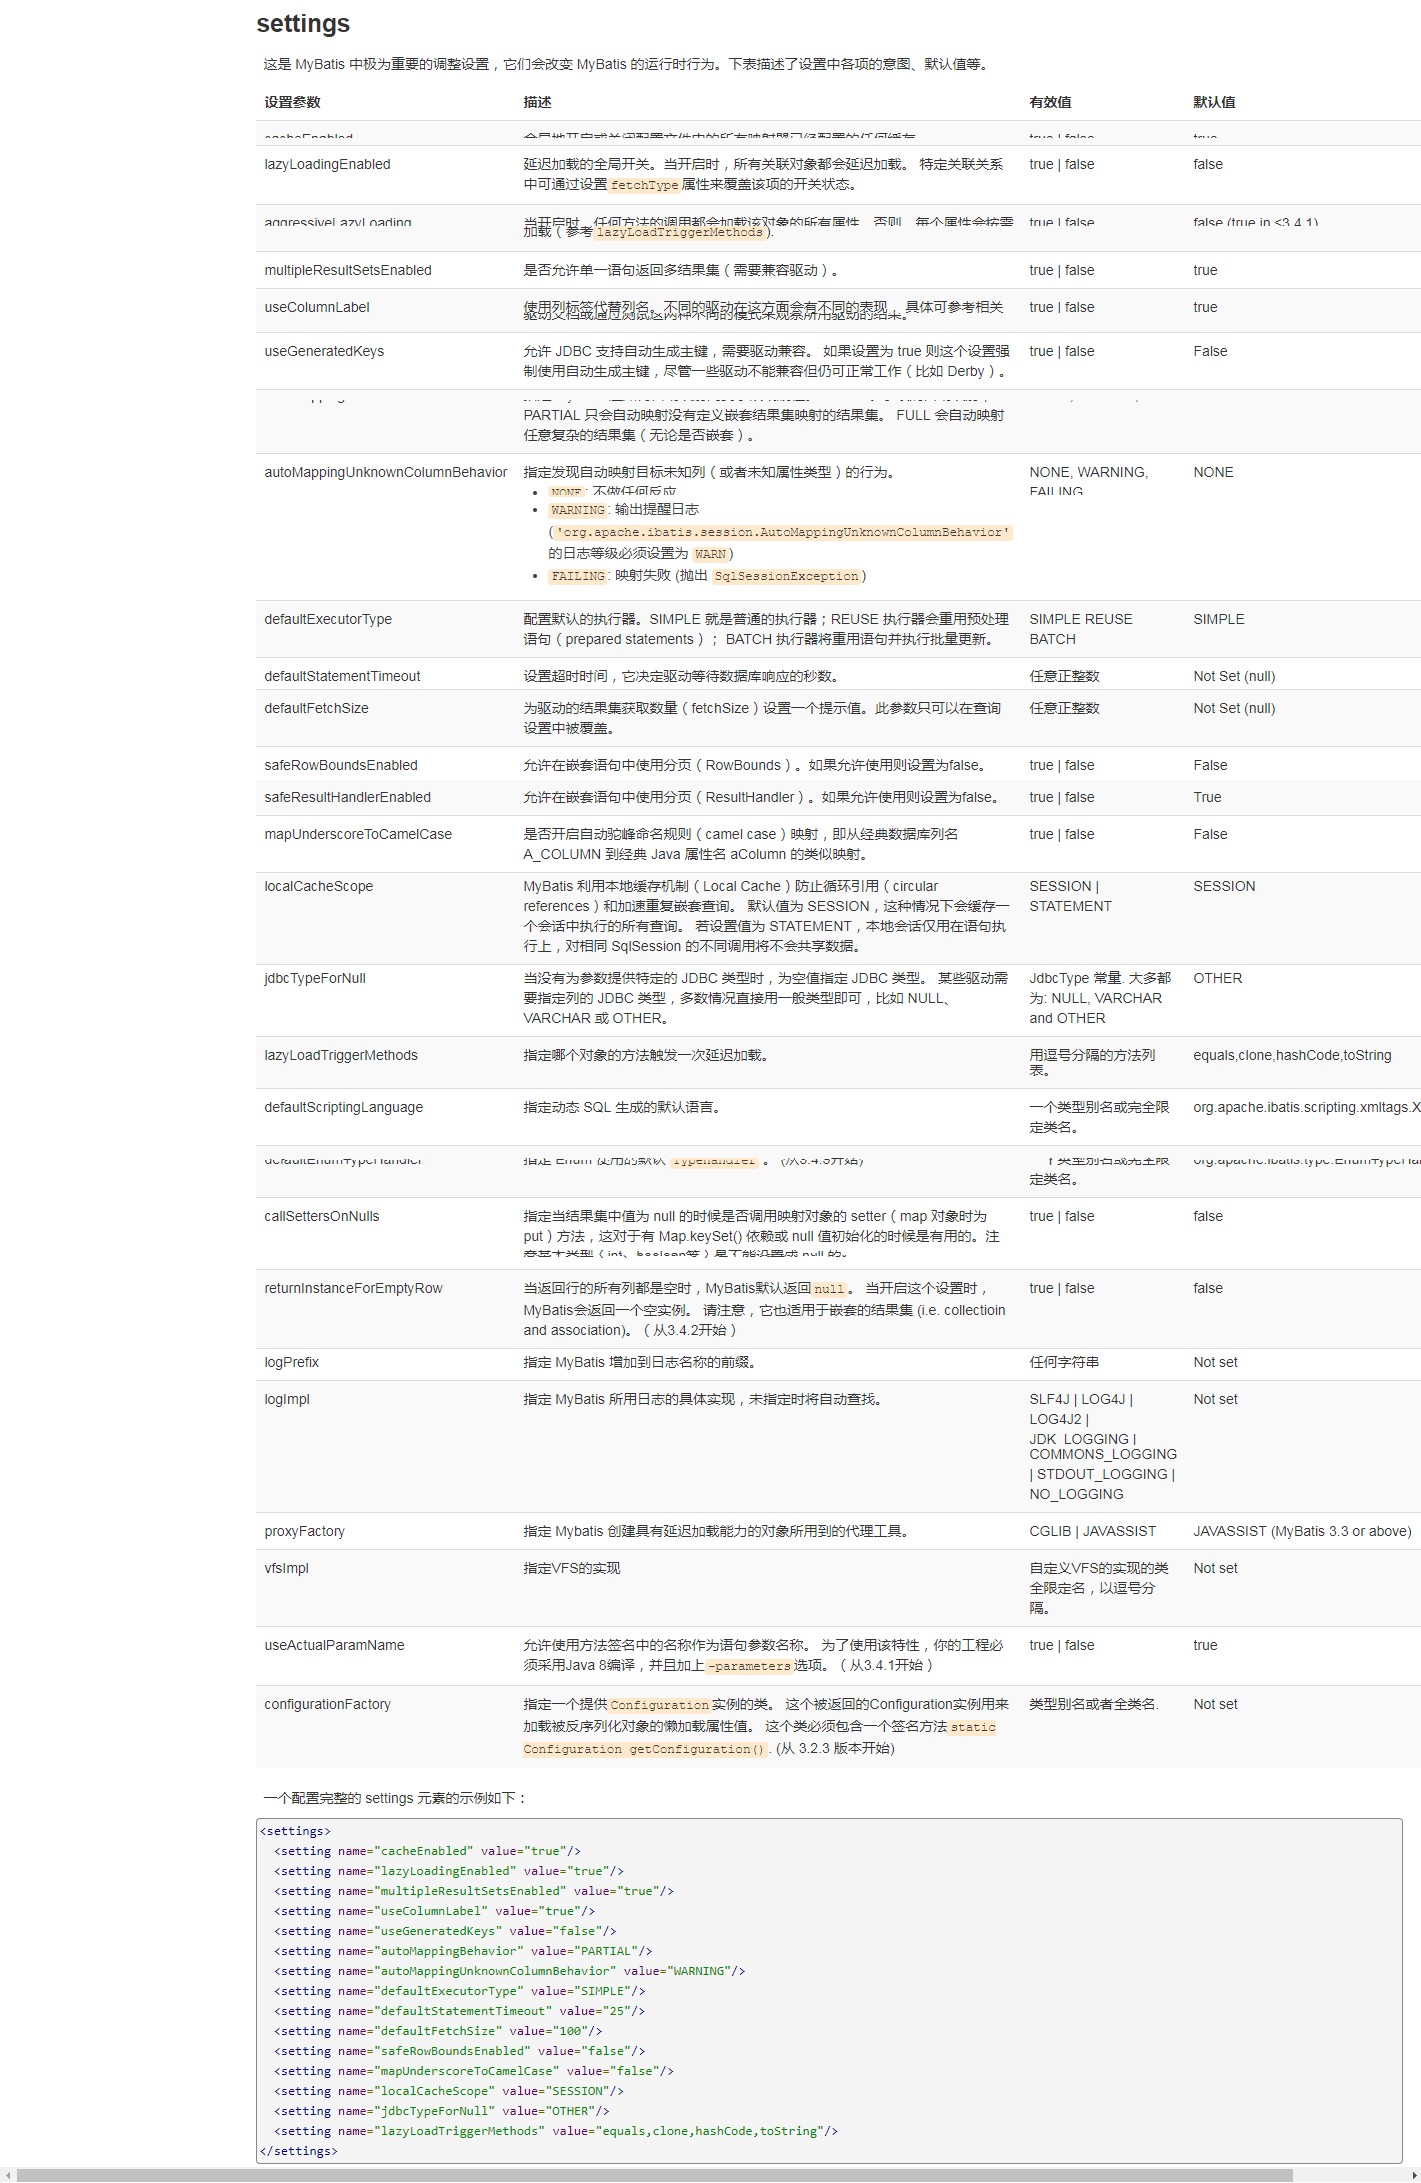 settings
这是 MyBatis 中极为重要的调整设置，它们会改变 MyBatis 的运行时行为。下表描述了设置中各项的意图、默认值等。
设置参数 描述 有效值 默认值
cacheEnabled 全局地开启或关闭配置文件中的所有映射器已经配置的任何缓存 true | false true
lazyLoadingEnabled 延迟加载的全局开关。当开启时，所有关联对象都会延迟加载。 特定关联关系 true | false false
中可通过设置fetchType属性来覆盖该项的开关状态。
aggressiveLazyLoading 当开启时，任何方法的调用都会加载该对象的所有属性。否则，每个属性会按需 true | false false (true in ≤3.4.1)
加载（参考lazyLoadTriggerMethods).
multipleResultSetsEnabled 是否允许单一语句返回多结果集（需要兼容驱动）。 true | false true
useColumnLabel 使用列标签代替列名。不同的驱动在这方面会有不同的表现， 具体可参考相关 true | false true
驱动文档或通过测试这两种不同的模式来观察所用驱动的结果。
useGeneratedKeys 允许 JDBC 支持自动生成主键，需要驱动兼容。 如果设置为 true 则这个设置强 true | false False
制使用自动生成主键，尽管一些驱动不能兼容但仍可正常工作（比如 Derby）。
PARTIAL 只会自动映射没有定义嵌套结果集映射的结果集。 FULL 会自动映射
任意复杂的结果集（无论是否嵌套）。
autoMappingUnknownColumnBehavior 指定发现自动映射目标未知列（或者未知属性类型）的行为。 NONE, WARNING, NONE
NONE: 不做任何反应 FAILING
WARNING: 输出提醒日志
('org.apache.ibatis.session.AutoMappingUnknownColumnBehavior'
的日志等级必须设置为 WARN)
FAILING: 映射失败 (抛出 SqlSessionException)
defaultExecutorType 配置默认的执行器。SIMPLE 就是普通的执行器；REUSE 执行器会重用预处理 SIMPLE REUSE SIMPLE
语句（prepared statements）； BATCH 执行器将重用语句并执行批量更新。 BATCH
defaultStatementTimeout 设置超时时间，它决定驱动等待数据库响应的秒数。 任意正整数 Not Set (null)
defaultFetchSize 为驱动的结果集获取数量（fetchSize）设置一个提示值。此参数只可以在查询 任意正整数 Not Set (null)
设置中被覆盖。
safeRowBoundsEnabled 允许在嵌套语句中使用分页（RowBounds）。如果允许使用则设置为false。 true | false False
safeResultHandlerEnabled 允许在嵌套语句中使用分页（ResultHandler）。如果允许使用则设置为false。 true | false True
mapUnderscoreToCamelCase 是否开启自动驼峰命名规则（camel case）映射，即从经典数据库列名 true | false False
A_COLUMN 到经典 Java 属性名 aColumn 的类似映射。
localCacheScope MyBatis 利用本地缓存机制（Local Cache）防止循环引用（circular SESSION | SESSION
references）和加速重复嵌套查询。 默认值为 SESSION，这种情况下会缓存一 STATEMENT
个会话中执行的所有查询。 若设置值为 STATEMENT，本地会话仅用在语句执
行上，对相同 SqlSession 的不同调用将不会共享数据。
jdbcTypeForNull 当没有为参数提供特定的 JDBC 类型时，为空值指定 JDBC 类型。 某些驱动需 JdbcType 常量. 大多都 OTHER
要指定列的 JDBC 类型，多数情况直接用一般类型即可，比如 NULL、 为: NULL, VARCHAR
VARCHAR 或 OTHER。 and OTHER
lazyLoadTriggerMethods 指定哪个对象的方法触发一次延迟加载。 用逗号分隔的方法列 equals,clone,hashCode,toString
表。
defaultScriptingLanguage 指定动态 SQL 生成的默认语言。 一个类型别名或完全限 org.apache.ibatis.scripting.xmltags.X
定类名。
defaultEnumTypeHandler 指定 Enum 使用的默认 TypeHandler 。 (从3.4.5开始) 一个类型别名或完全限 org.apache.ibatis.type.EnumTypeHa
定类名。
callSettersOnNulls 指定当结果集中值为 null 的时候是否调用映射对象的 setter（map 对象时为 true | false false
put）方法，这对于有 Map.keySet() 依赖或 null 值初始化的时候是有用的。注
意基本类型（int、boolean等）是不能设置成 null 的。
returnInstanceForEmptyRow 当返回行的所有列都是空时，MyBatis默认返回null。 当开启这个设置时， true | false false
MyBatis会返回一个空实例。 请注意，它也适用于嵌套的结果集 (i.e. collectioin
and association)。（从3.4.2开始）
logPrefix 指定 MyBatis 增加到日志名称的前缀。 任何字符串 Not set
logImpl 指定 MyBatis 所用日志的具体实现，未指定时将自动查找。 SLF4J | LOG4J | Not set
LOG4J2 |
JDK_LOGGING |
COMMONS_LOGGING
| STDOUT_LOGGING |
NO_LOGGING
proxyFactory 指定 Mybatis 创建具有延迟加载能力的对象所用到的代理工具。 CGLIB | JAVASSIST JAVASSIST (MyBatis 3.3 or above)
vfsImpl 指定VFS的实现 自定义VFS的实现的类 Not set
全限定名，以逗号分
隔。
useActualParamName 允许使用方法签名中的名称作为语句参数名称。 为了使用该特性，你的工程必 true | false true
须采用Java 8编译，并且加上-parameters选项。（从3.4.1开始）
configurationFactory 指定一个提供Configuration实例的类。 这个被返回的Configuration实例用来 类型别名或者全类名. Not set
加载被反序列化对象的懒加载属性值。 这个类必须包含一个签名方法static
Configuration getConfiguration(). (从 3.2.3 版本开始)
一个配置完整的 settings 元素的示例如下：
<settings>
<setting name="cacheEnabled" value="true"/>
<setting name="lazyLoadingEnabled" value="true"/>
<setting name="multipleResultSetsEnabled" value="true"/>
<setting name="useColumnLabel" value="true"/>
<setting name="useGeneratedKeys" value="false"/>
<setting name="autoMappingBehavior" value="PARTIAL"/>
<setting name="autoMappingUnknownColumnBehavior" value="WARNING"/>
<setting name="defaultExecutorType" value="SIMPLE"/>
<setting name="defaultStatementTimeout" value="25"/>
<setting name="defaultFetchSize" value="100"/>
<setting name="safeRowBoundsEnabled" value="false"/>
<setting name="mapUnderscoreToCamelCase" value="false"/>
<setting name="localCacheScope" value="SESSION"/>
<setting name="jdbcTypeForNull" value="OTHER"/>
<setting name="lazyLoadTriggerMethods" value="equals,clone,hashCode,toString"/>
</settings>